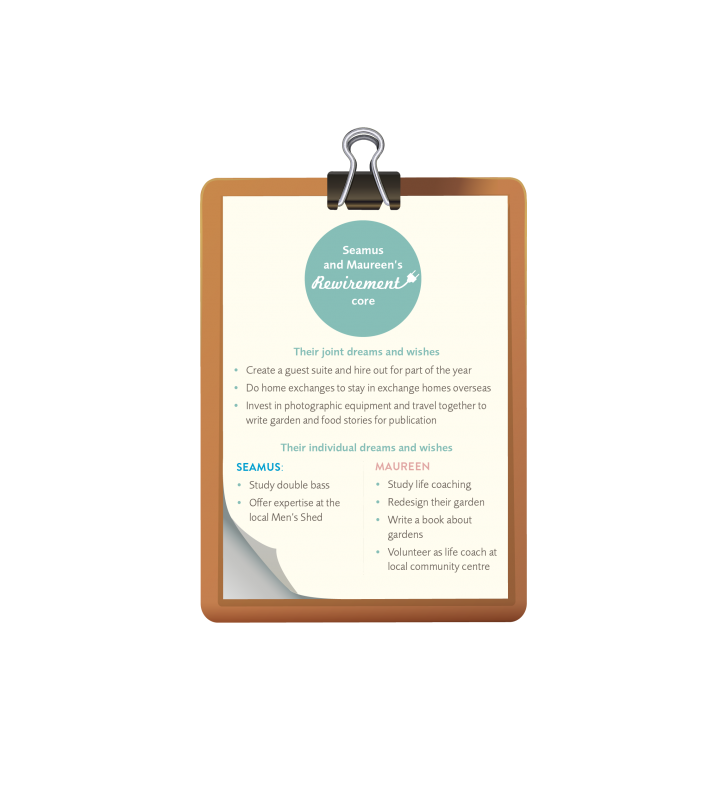 Seamus
and Maureen's
Rewirement
core
Their joint dreams and wishes
• Create a guest suite and hire out for part of the year
• Do home exchanges to stay in exchange homes overseas
• Invest in photographic equipment and travel together to
write garden and food stories for publication
Their individual dreams and wishes
SEAMUS:
• Study double bass
• Offer expertise at the
local Men's Shed
MAUREEN
• Study life coaching
• Redesign their garden
• Write a book about
gardens
• Volunteer as life coach at
local community centre